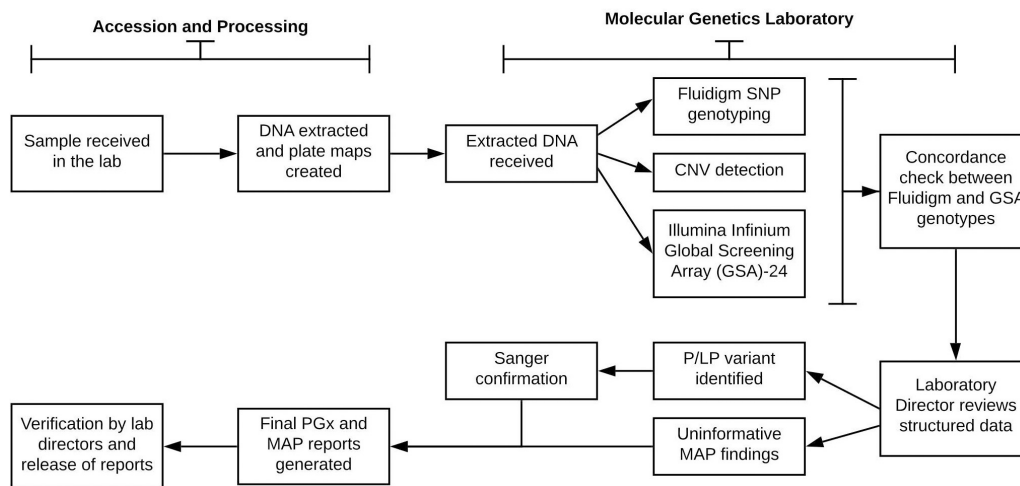 Accession and Processing
Molecular Genetics Laboratory
Sample received
in the lab
DNA extracted
and plate maps
created
Extracted DNA
received
Fluidigm SNP
genotyping
CNV detection
Illumina Infinium
Global Screening
Array (GSA)-24
Concordance
check between
Fluidigm and GSA
genotypes
Laboratory
Director reviews
structured data
P/LP variant
identified
Uninformative
MAP findings
Sanger
confirmation
Final PGx and
MAP reports
generated
Verification by lab
directors and
release of reports